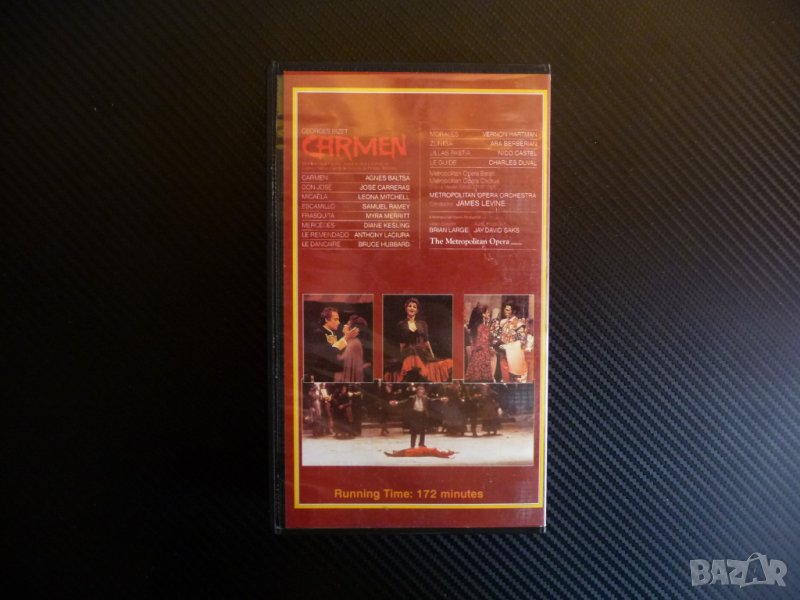 GEORGES BIZET
CARMEN
CARMEN AGNES BALTSA
DON JOSÉ JOSÉ CARRERAS
MICAËLA LEONA MITCHELL
ESCAMILLO SAMUEL RAMEY
FRASQUITA MYRA MERRITT
MERCÉDÈS DIANE KESLING
LE REMENDADO ANTHONY LACIURA
LE DANCAÏRE BRUCE HUBBARD
MORALES VERNON HARTMAN
ZUNIGA ARA BERBERIAN
LILLAS PASTIA NICO CASTEL
LE GUIDE CHARLES DUVAL
Metropolitan Opera Ballet
Metropolitan Opera Chorus
METROPOLITAN OPERA ORCHESTRA
Conductor JAMES LEVINE
BRIAN LARGE JAY DAVID SAKS
The Metropolitan Opera
Running Time: 172 minutes
BAZAR